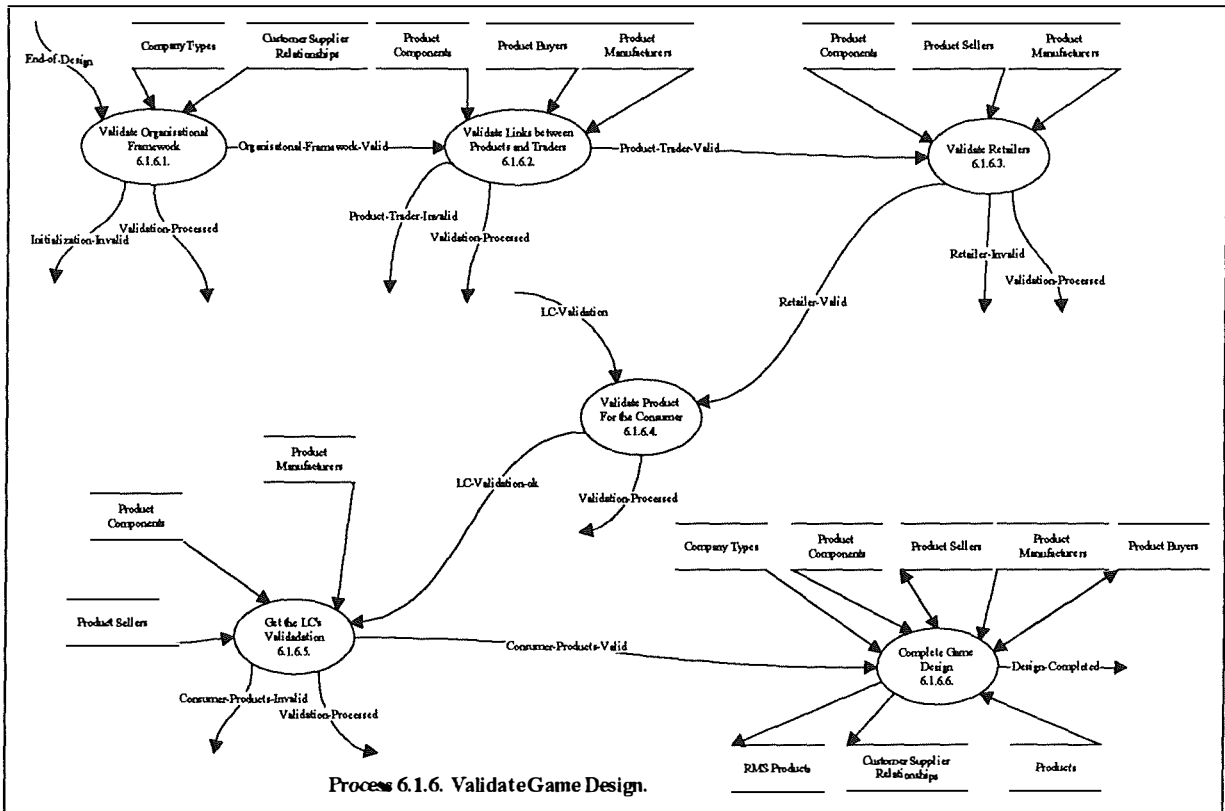 End-of-Design
Company Types
Customer Supplier
Relationships
Product
Components
Product Buyers
Product
Manufacturers
Product
Components
Product Sellers
Product
Manufacturers
Validate Organisational
Framework
6.1.6.1.
Organisational-Framework-Valid
Validate Links between
Products and Traders
6.1.6.2.
Product-Trader-Valid
Validate Retailers
6.1.6.3.
Initialization-Invalid
Validation-Processed
Product-Trader-Invalid
Validation-Processed
Retailer-Invalid
Validation-Processed
Retailer-Valid
LC-Validation
Validate Product
For the Consumer
6.1.6.4.
LC-Validation-ok
Validation-Processed
Product
Manufacturers
Product
Components
Product Sellers
Get the LC's
Validadation
6.1.6.5.
Consumer-Products-Valid
Consumer-Products-Invalid
Validation-Processed
Company Types
Product
Components
Product Sellers
Product
Manufacturers
Product Buyers
Complete Game
Design
6.1.6.6.
Design-Completed
RMS Products
Customer Supplier
Relationships
Products
Process 6.1.6. Validate Game Design.